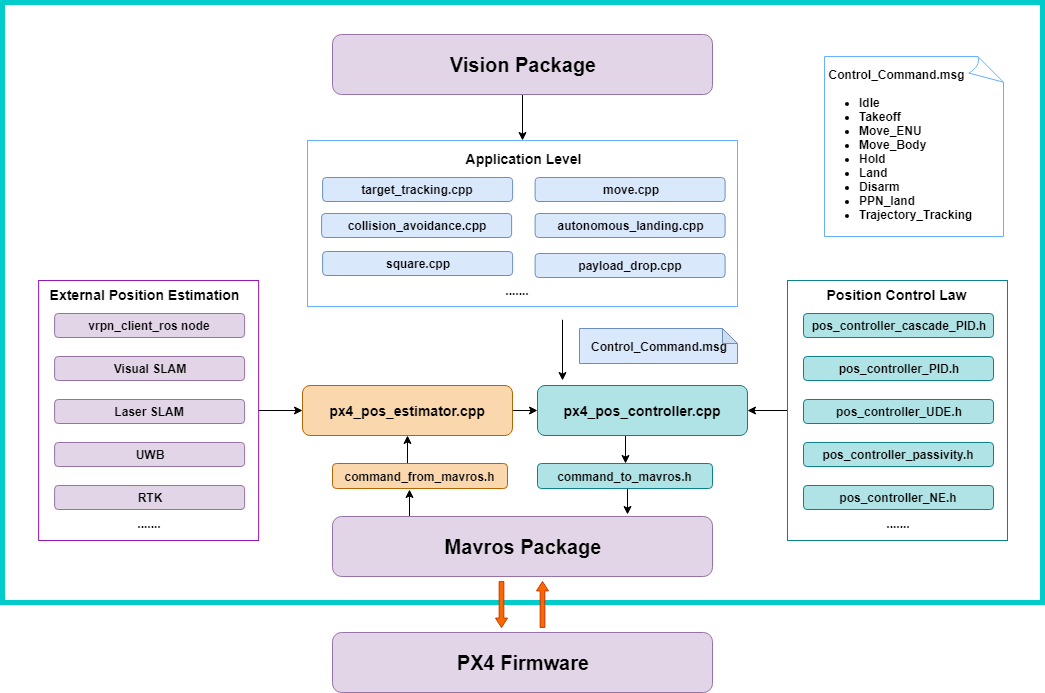 Vision Package
Control_Command.msg
• Idle
• Takeoff
• Move_ENU
• Move_Body
• Hold
• Land
• Disarm
• PPN_land
• Trajectory_Tracking
Application Level
target_tracking.cpp
move.cpp
collision_avoidance.cpp
autonomous_landing.cpp
square.cpp
payload_drop.cpp
.......
External Position Estimation
vrpn_client_ros node
Visual SLAM
Laser SLAM
UWB
RTK
.......
Control_Command.msg
px4_pos_estimator.cpp
px4_pos_controller.cpp
command_from_mavros.h
command_to_mavros.h
Position Control Law
pos_controller_cascade_PID.h
pos_controller_PID.h
pos_controller_UDE.h
pos_controller_passivity.h
pos_controller_NE.h
.......
Mavros Package
PX4 Firmware